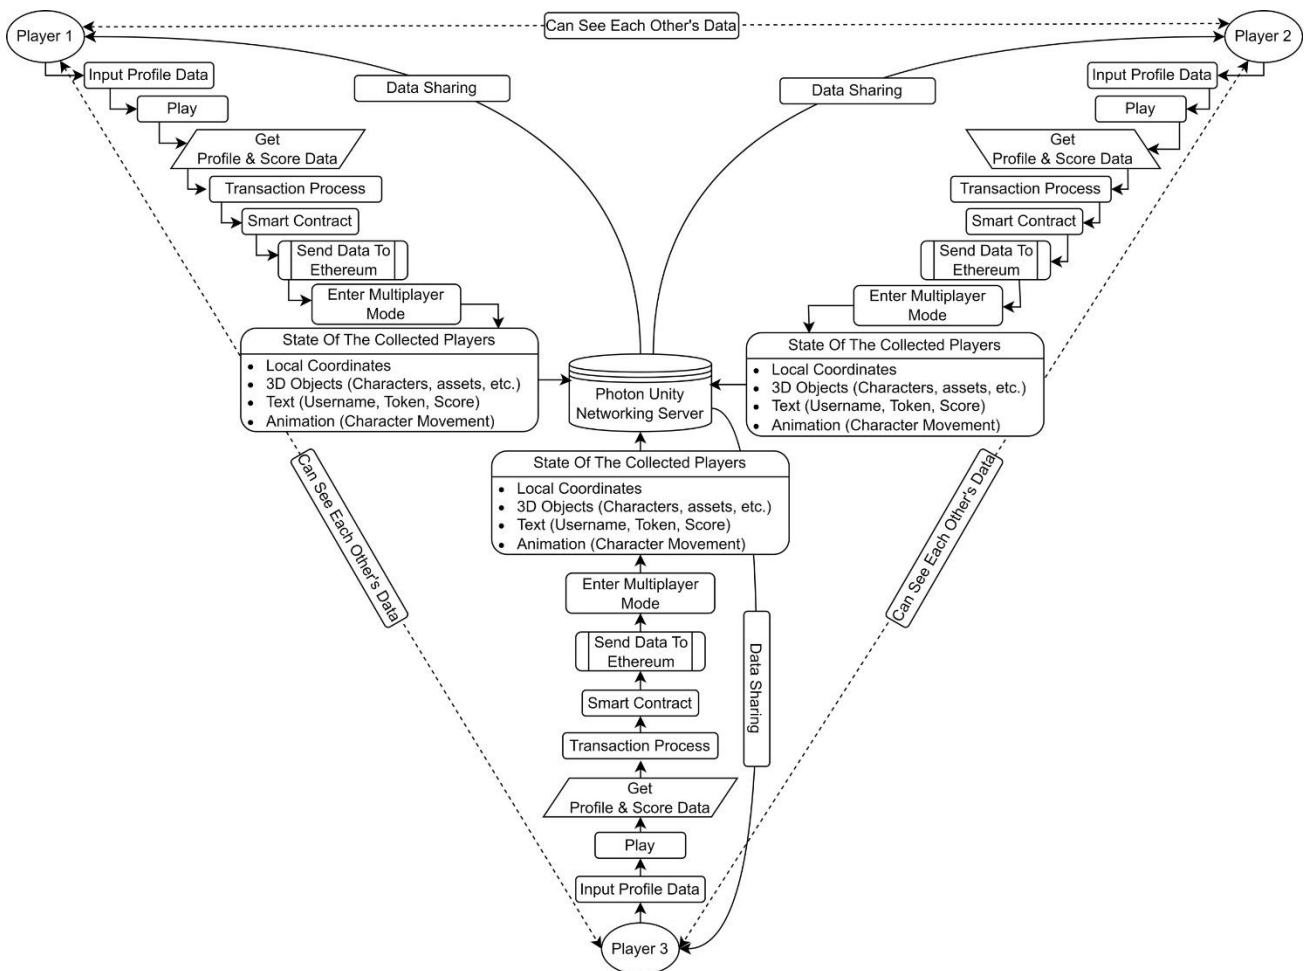 Can See Each Other's Data
Player 1
Player 2
Input Profile Data
Play
Get
Profile & Score Data
Transaction Process
Smart Contract
Send Data To
Ethereum
Enter Multiplayer
Mode
State Of The Collected Players
• Local Coordinates
• 3D Objects (Characters, assets, etc.)
• Text (Username, Token, Score)
• Animation (Character Movement)
Data Sharing
Data Sharing
Input Profile Data
Play
Get
Profile & Score Data
Transaction Process
Smart Contract
Send Data To
Ethereum
Enter Multiplayer
Mode
State Of The Collected Players
• Local Coordinates
• 3D Objects (Characters, assets, etc.)
• Text (Username, Token, Score)
• Animation (Character Movement)
Photon Unity
Networking Server
Can See Each Other's Data
Can See Each Other's Data
State Of The Collected Players
• Local Coordinates
• 3D Objects (Characters, assets, etc.)
• Text (Username, Token, Score)
• Animation (Character Movement)
Enter Multiplayer
Mode
Send Data To
Ethereum
Smart Contract
Transaction Process
Get
Profile & Score Data
Play
Input Profile Data
Player 3
Data Sharing